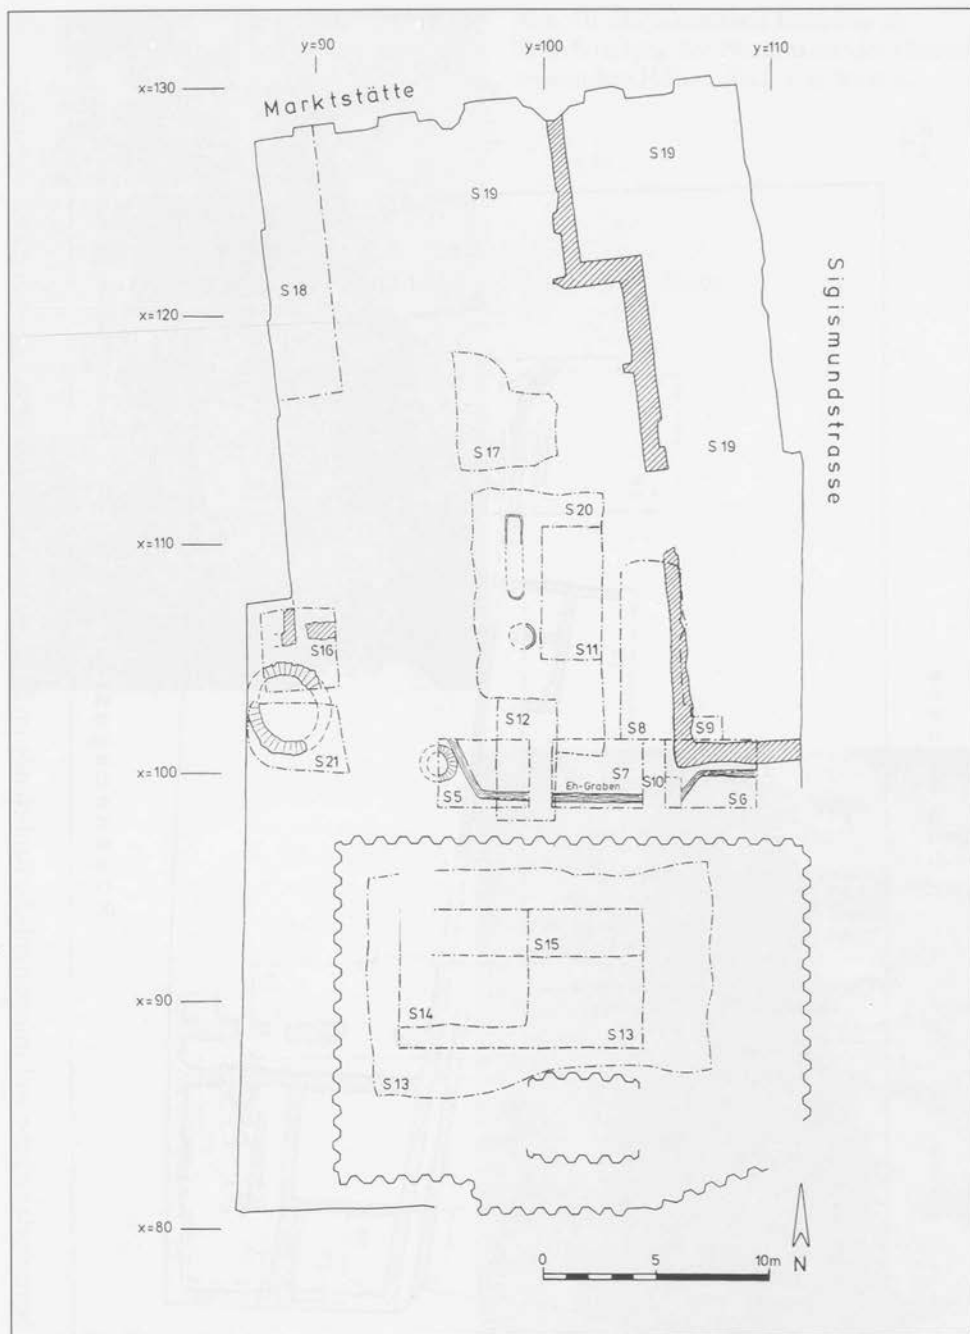 y=90
y=100
y=110
x=130
Marktstätte
S19
S19
S18
Sigismundstrasse
x=120
S17
S19
S20
x=110
S11
S16
S12
S8
S9
S21
x=100
S7
S10
Eh-Graben
S5
S6
S15
x=90
S14
S13
S13
x=80
0
5
10m
N